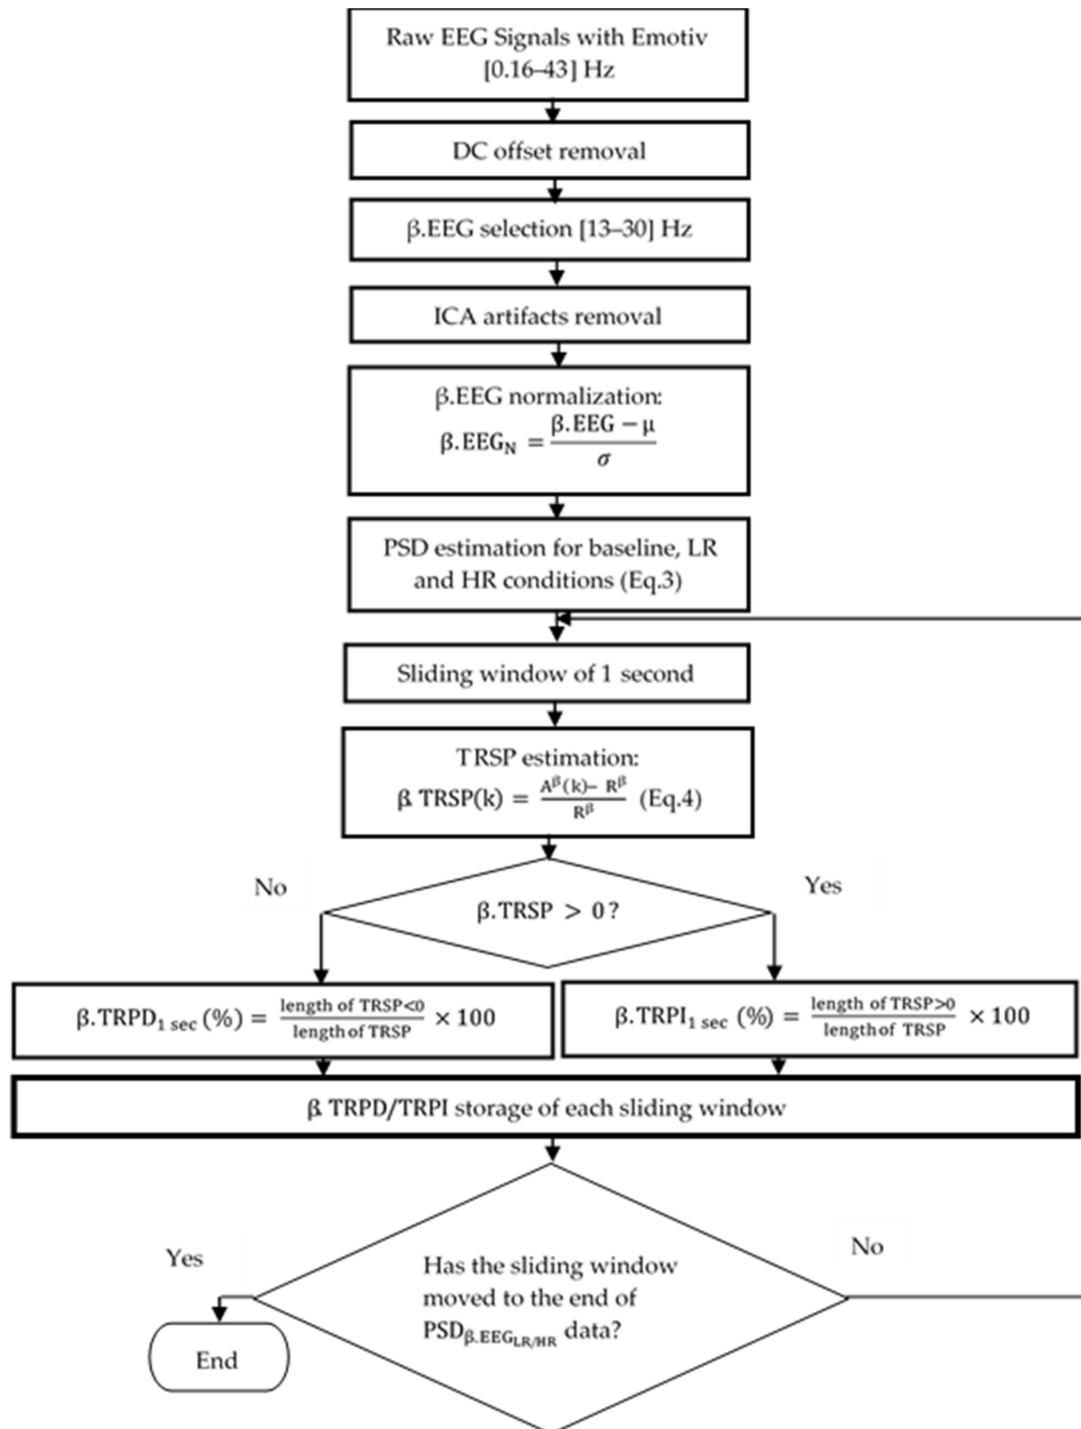 Raw EEG Signals with Emotiv
[0.16–43] Hz
DC offset removal
β.EEG selection [13–30] Hz
ICA artifacts removal
β.EEG normalization:
β.EEG_N = (β.EEG − μ)/σ
PSD estimation for baseline, LR
and HR conditions (Eq.3)
Sliding window of 1 second
TRSP estimation:
β TRSP(k) = (A^β(k)− R^β)/R^β (Eq.4)
No
Yes
β.TRSP > 0?
β.TRPD_1 sec (%) = (length of TRSP<0)/(length of TRSP) × 100
β.TRPI_1 sec (%) = (length of TRSP>0)/(length of TRSP) × 100
β TRPD/TRPI storage of each sliding window
Yes
No
Has the sliding window
moved to the end of
PSD_β.EEG_LR/HR data?
End